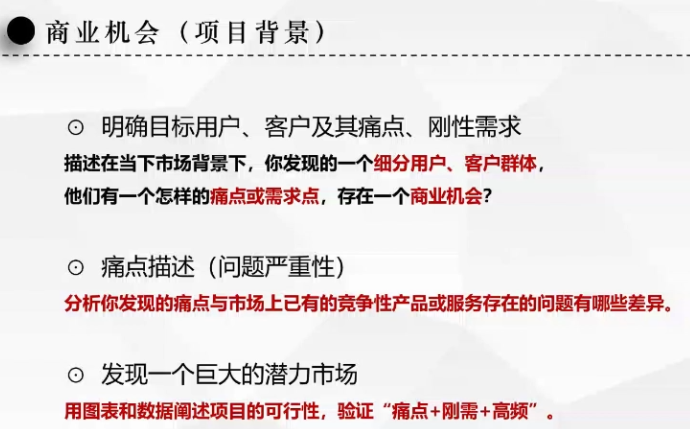 商业机会（项目背景）
⊙ 明确目标用户、客户及其痛点、刚性需求
描述在当下市场背景下，你发现的一个细分用户、客户群体，
他们有一个怎样的痛点或需求点，存在一个商业机会？
⊙ 痛点描述（问题严重性）
分析你发现的痛点与市场上已有的竞争性产品或服务存在的问题有哪些差异。
⊙ 发现一个巨大的潜力市场
用图表和数据阐述项目的可行性，验证“痛点+刚需+高频”。